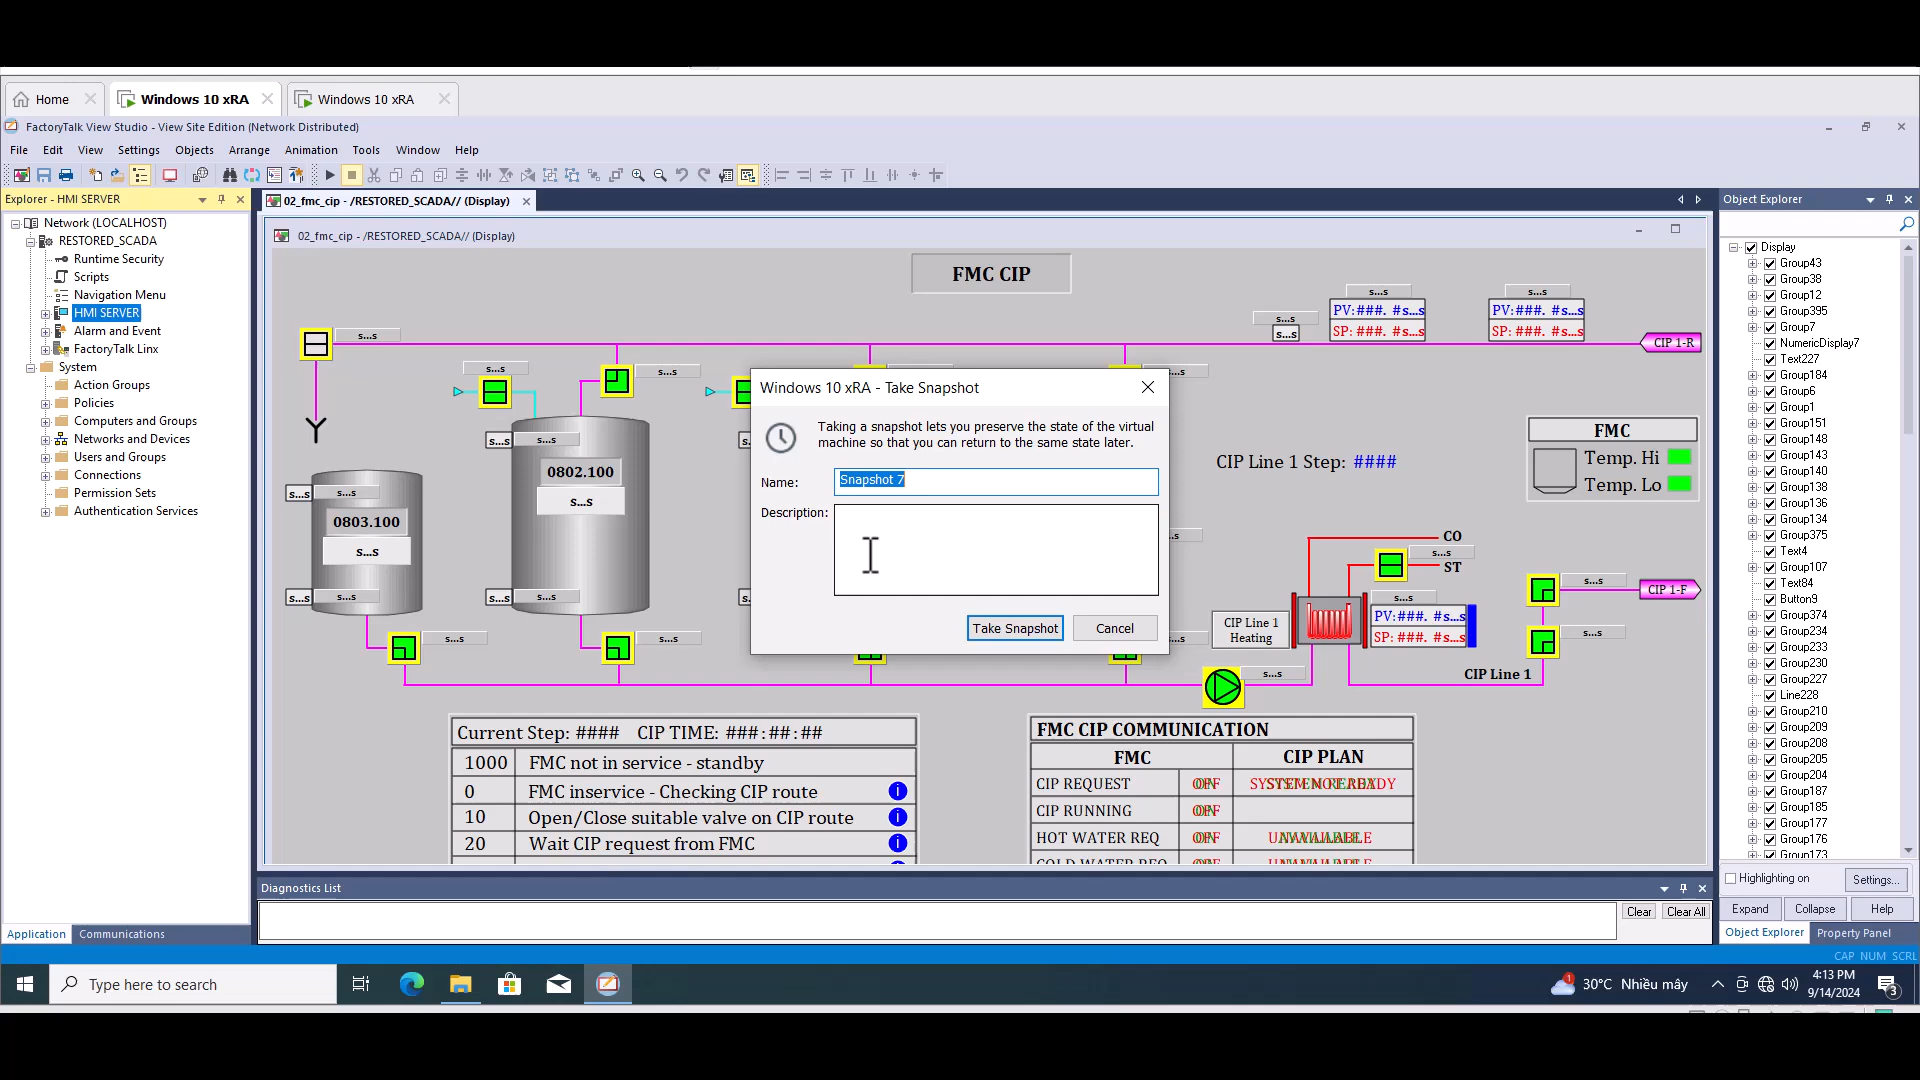 Home
Windows 10 xRA
Windows 10 xRA
FactoryTalk View Studio - View Site Edition (Network Distributed)
File Edit View Settings Objects Arrange Animation Tools Window Help
Explorer - HMI SERVER
Network (LOCALHOST)
RESTORED_SCADA
Runtime Security
Scripts
Navigation Menu
HMI SERVER
Alarm and Event
FactoryTalk Linx
System
Action Groups
Policies
Computers and Groups
Networks and Devices
Users and Groups
Connections
Permission Sets
Authentication Services
Application Communications
02_fmc_cip - /RESTORED_SCADA// (Display)
02_fmc_cip - /RESTORED_SCADA// (Display)
FMC CIP
s...s
s...s
s...s
s...s
PV:###. #s...s
SP: ###. #s...s
PV:###. #s...s
SP: ###. #s...s
CIP 1-R
s...s
s...s
s...s
s...s
s...s
s...s
0802.100
s...s
s...s
s...s
0803.100
s...s
s...s
s...s
s...s
s...s
s...s
s...s
Windows 10 xRA - Take Snapshot
Taking a snapshot lets you preserve the state of the virtual
machine so that you can return to the same state later.
Name: Snapshot 7
Description:
Take Snapshot Cancel
CIP Line 1 Step: ####
FMC
Temp. Hi
Temp. Lo
CO
s...s
ST
CIP Line 1
Heating
s...s
PV:###. #s...s
SP: ###. #s...s
s...s
CIP 1-F
s...s
s...s
CIP Line 1
Current Step: #### CIP TIME: ###:##:##
1000 FMC not in service - standby
0 FMC inservice - Checking CIP route
10 Open/Close suitable valve on CIP route
20 Wait CIP request from FMC
FMC CIP COMMUNICATION
FMC CIP PLAN
CIP REQUEST
CIP RUNNING
HOT WATER REQ
COLD WATER REQ
Diagnostics List
Clear Clear All
Object Explorer
Display
Group43
Group38
Group12
Group395
Group7
NumericDisplay7
Text227
Group184
Group6
Group1
Group151
Group148
Group143
Group140
Group138
Group136
Group134
Group375
Text4
Group107
Text84
Button9
Group374
Group234
Group233
Group230
Group227
Line228
Group210
Group209
Group208
Group205
Group204
Group187
Group185
Group177
Group176
Group173
Highlighting on Settings...
Expand Collapse Help
Object Explorer Property Panel
CAP NUM SCRL
Type here to search
1
30°C Nhiều mây
4:13 PM
9/14/2024
3